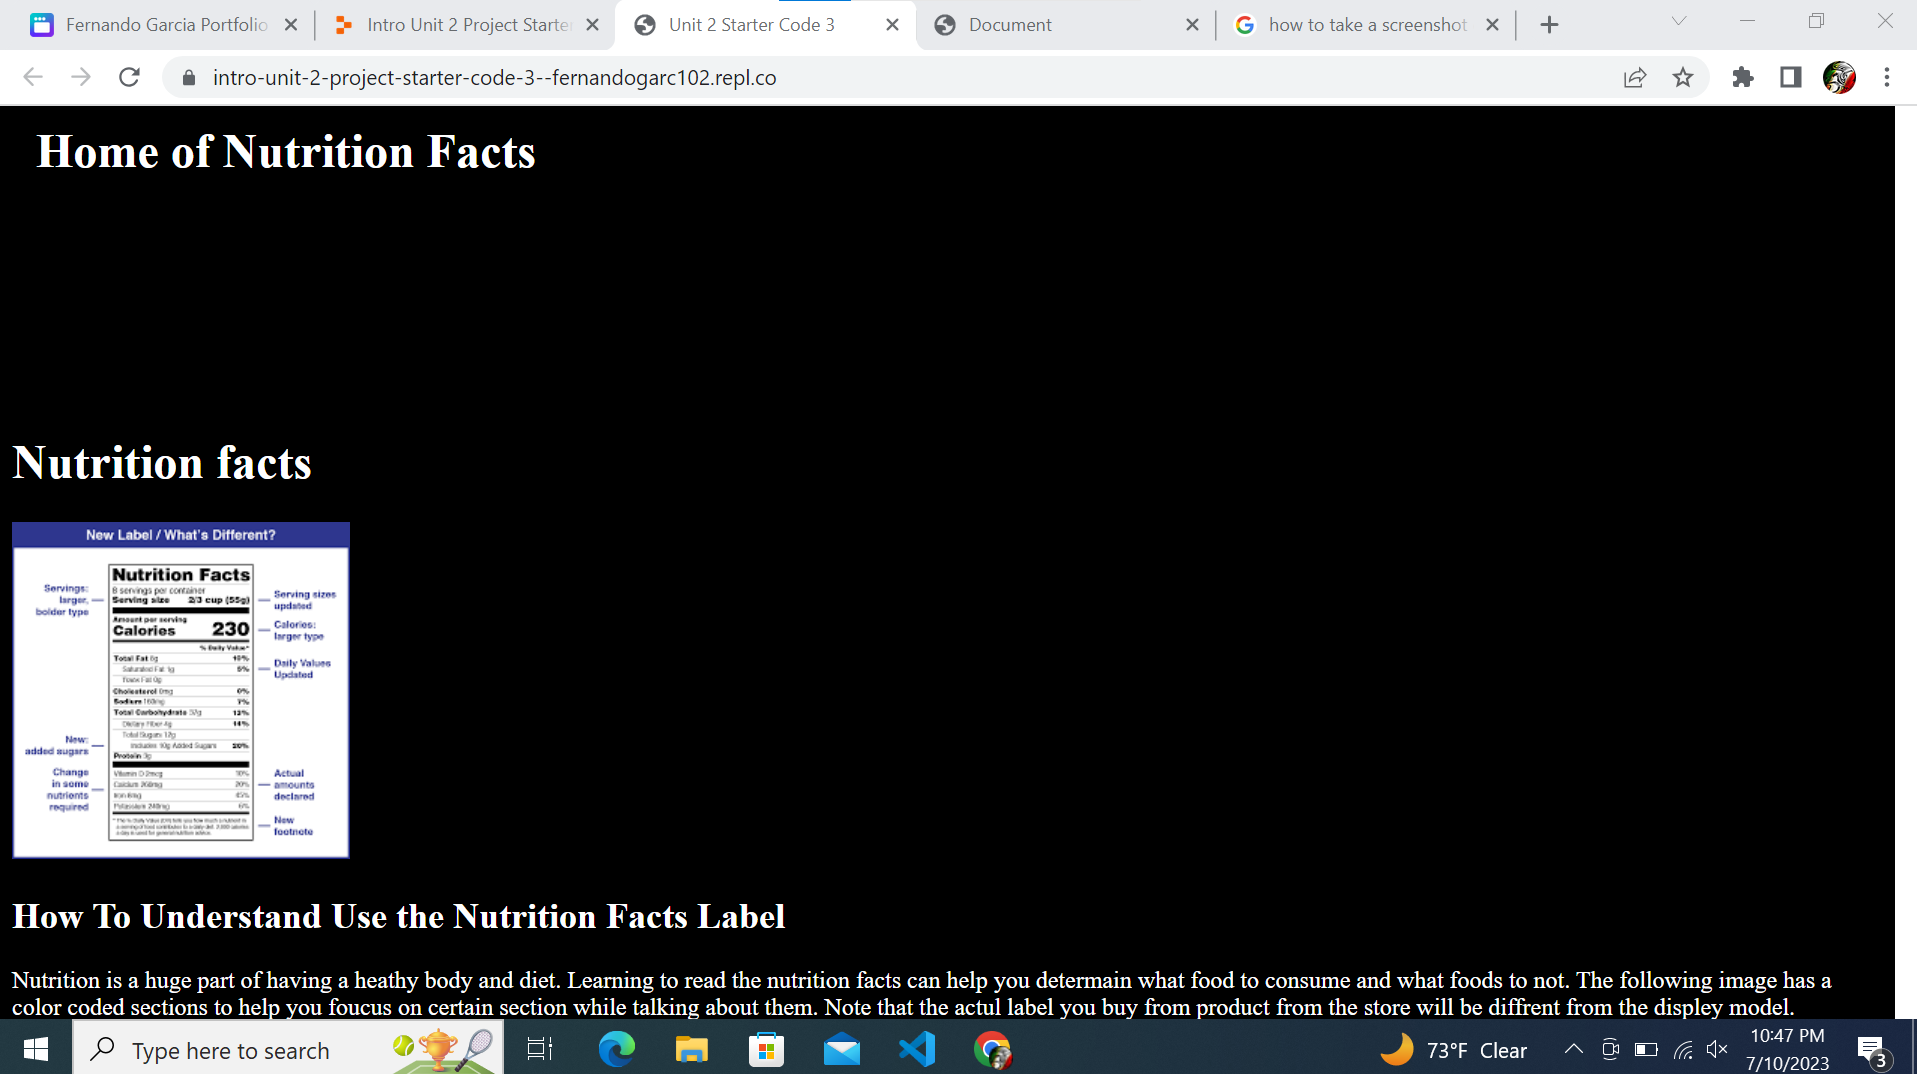 Fernando Garcia Portfolio
Intro Unit 2 Project Starter
Unit 2 Starter Code 3
Document
how to take a screenshot
intro-unit-2-project-starter-code-3--fernandogarc102.repl.co
Home of Nutrition Facts
Nutrition facts
New Label / What's Different?
Servings:
larger,
bolder type
New:
added sugars
Change
in some
nutrients
required
Nutrition Facts
8 servings per container
Serving size 2/3 cup (55g)
Amount per serving
Calories 230
% Daily Value*
Total Fat 8g 10%
Saturated Fat 1g 5%
Trans Fat 0g
Cholesterol 0mg 0%
Sodium 160mg 7%
Total Carbohydrate 37g 13%
Dietary Fiber 4g 14%
Total Sugars 12g
Includes 10g Added Sugars 20%
Protein 3g
Vitamin D 2mcg 10%
Calcium 260mg 20%
Iron 8mg 45%
Potassium 240mg 6%
Serving sizes
updated
Calories:
larger type
Daily Values
Updated
Actual
amounts
declared
New
footnote
How To Understand Use the Nutrition Facts Label
Nutrition is a huge part of having a heathy body and diet. Learning to read the nutrition facts can help you determain what food to consume and what foods to not. The following image has a
color coded sections to help you foucus on certain section while talking about them. Note that the actul label you buy from product from the store will be diffrent from the displey model.
Type here to search
73°F Clear
10:47 PM
7/10/2023
3